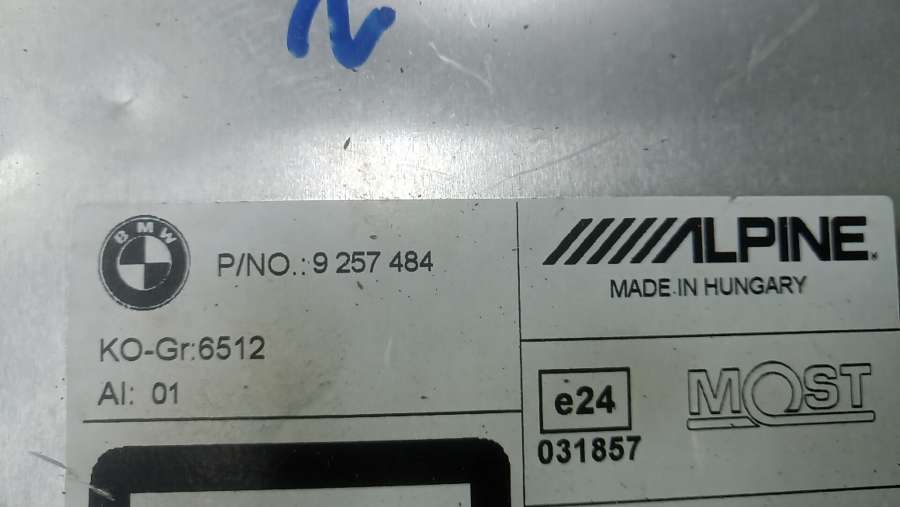 BMW
P/NO.: 9 257 484
KO-Gr:6512
AI: 01
ALPINE
MADE IN HUNGARY
e24
031857
MOST